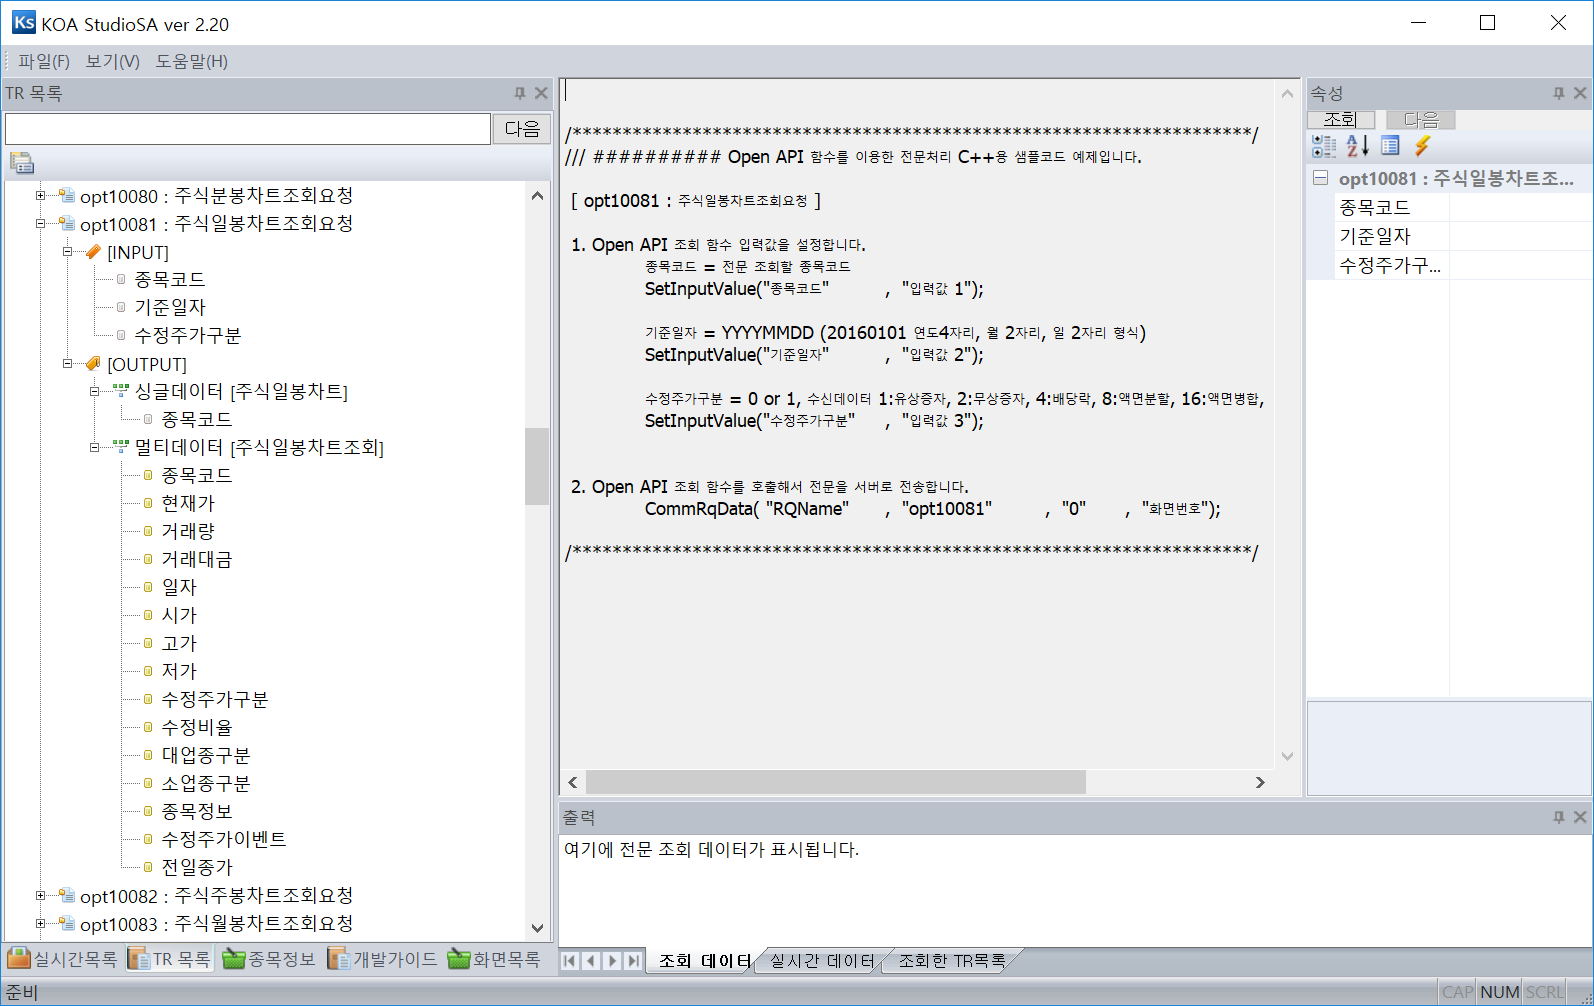 KOA StudioSA ver 2.20
파일(F) 보기(V) 도움말(H)
TR 목록
다음
opt10080 : 주식분봉차트조회요청
opt10081 : 주식일봉차트조회요청
[INPUT]
종목코드
기준일자
수정주가구분
[OUTPUT]
싱글데이터 [주식일봉차트]
종목코드
멀티데이터 [주식일봉차트조회]
종목코드
현재가
거래량
거래대금
일자
시가
고가
저가
수정주가구분
수정비율
대업종구분
소업종구분
종목정보
수정주가이벤트
전일종가
opt10082 : 주식주봉차트조회요청
opt10083 : 주식월봉차트조회요청
실시간목록 TR 목록 종목정보 개발가이드 화면목록
/********************************************************************/
/// ########## Open API 함수를 이용한 전문처리 C++용 샘플코드 예제입니다.
[ opt10081 : 주식일봉차트조회요청 ]
1. Open API 조회 함수 입력값을 설정합니다.
종목코드 = 전문 조회할 종목코드
SetInputValue("종목코드" , "입력값 1");
기준일자 = YYYYMMDD (20160101 연도4자리, 월 2자리, 일 2자리 형식)
SetInputValue("기준일자" , "입력값 2");
수정주가구분 = 0 or 1, 수신데이터 1:유상증자, 2:무상증자, 4:배당락, 8:액면분할, 16:액면병합,
SetInputValue("수정주가구분" , "입력값 3");
2. Open API 조회 함수를 호출해서 전문을 서버로 전송합니다.
CommRqData( "RQName" , "opt10081" , "0" , "화면번호");
/********************************************************************/
출력
여기에 전문 조회 데이터가 표시됩니다.
조회 데이터 실시간 데이터 조회한 TR목록
속성
조회 다음
opt10081 : 주식일봉차트조...
종목코드
기준일자
수정주가구...
준비
CAP NUM SCRL